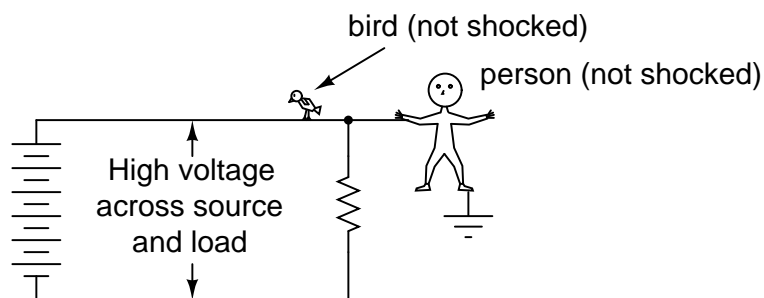 bird (not shocked)
person (not shocked)
High voltage
across source
and load